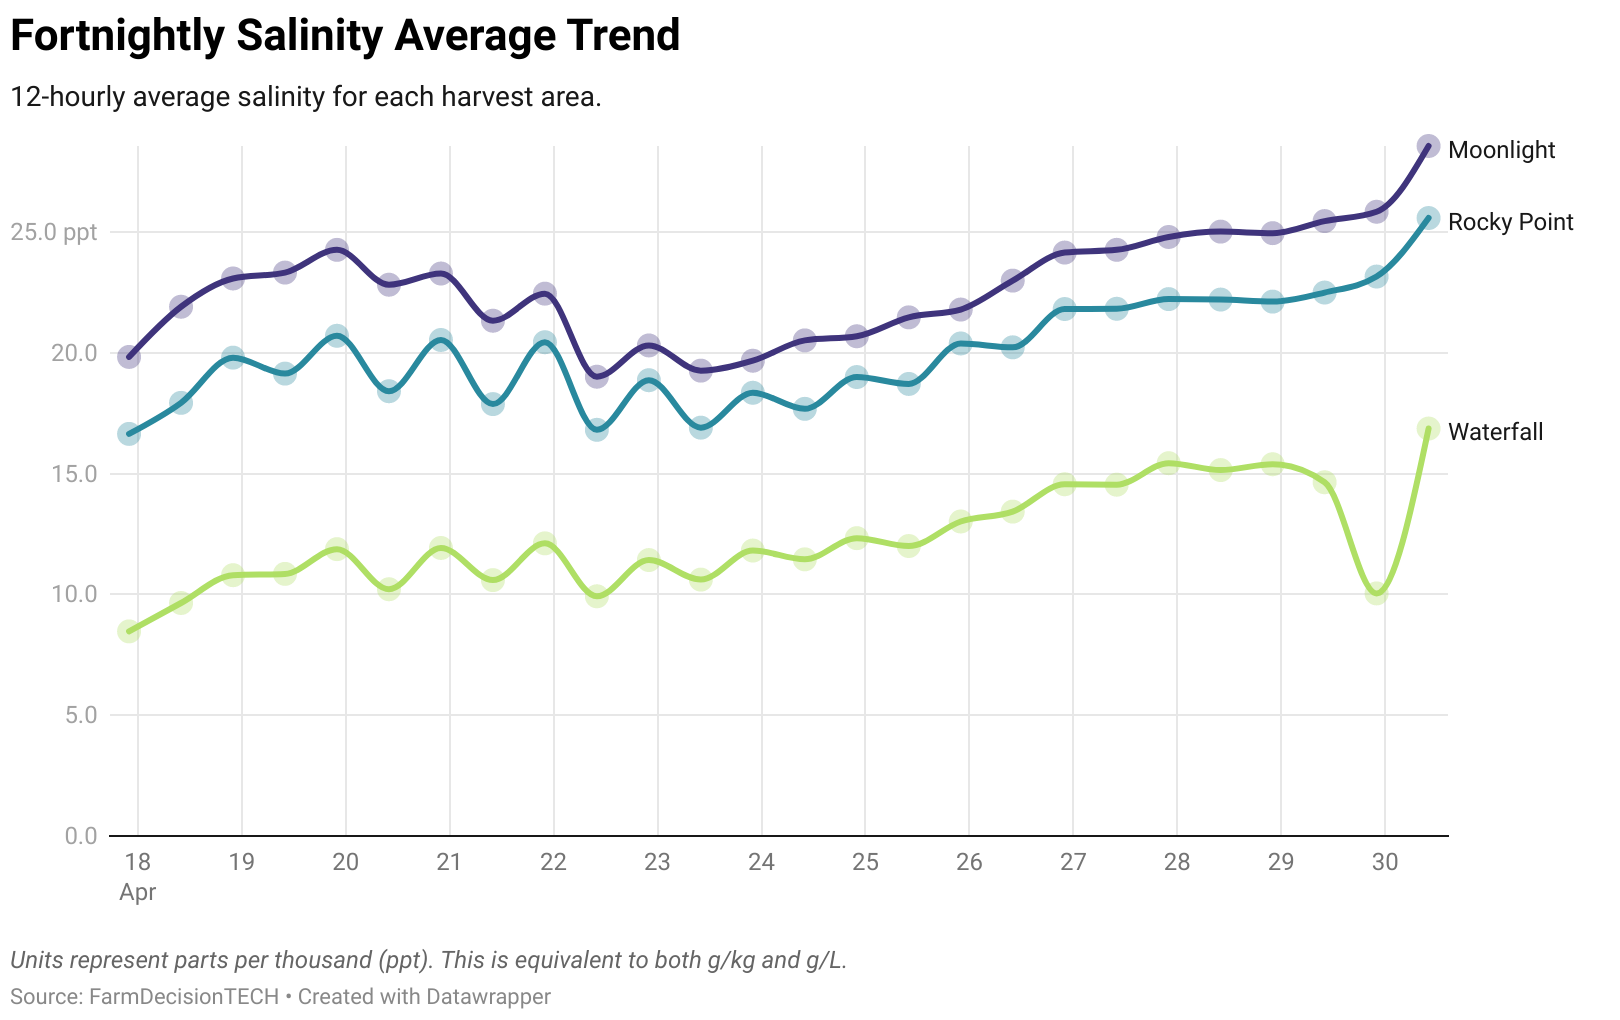 Fortnightly Salinity Average Trend
12-hourly average salinity for each harvest area.
Moonlight
25.0 ppt
Rocky Point
20.0
Waterfall
15.0
10.0
5.0
0.0
18 19 20 21 22 23 24 25 26 27 28 29 30
Apr
Units represent parts per thousand (ppt). This is equivalent to both g/kg and g/L.
Source: FarmDecisionTECH • Created with Datawrapper